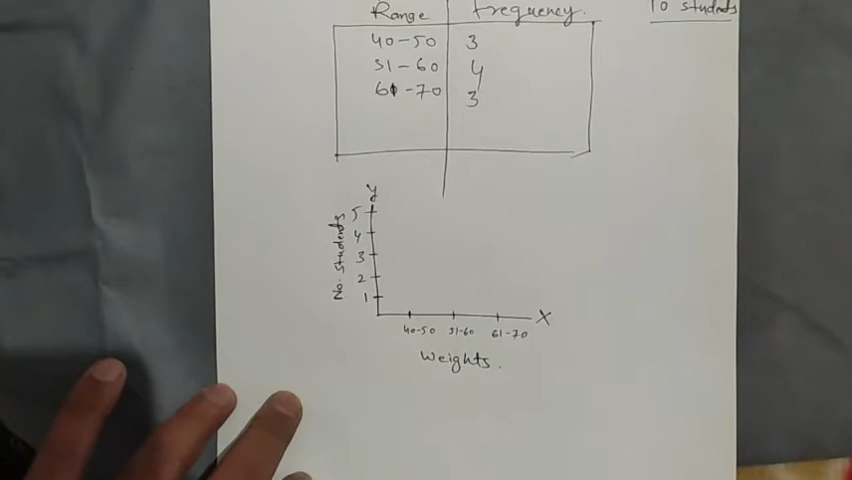 Range frequency.
10 students
40-50 3
51-60 4
61-70 3
Y
5
4
3
2
1
No. students
X
40-50 51-60 61-70
Weights.